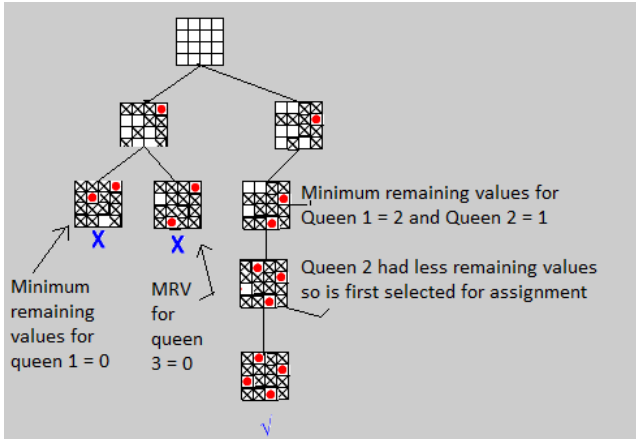 Minimum remaining values for
Queen 1 = 2 and Queen 2 = 1
X
X
Queen 2 had less remaining values
so is first selected for assignment
Minimum
remaining
values for
queen 1 = 0
MRV
for
queen
3 = 0
√